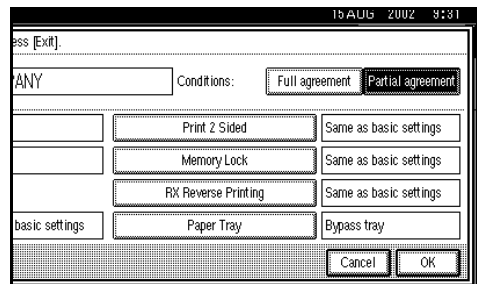 15 AUG 2002 9:31
ess [Exit].
ANY Conditions: Full agreement Partial agreement
Print 2 Sided Same as basic settings
Memory Lock Same as basic settings
RX Reverse Printing Same as basic settings
basic settings Paper Tray Bypass tray
Cancel OK